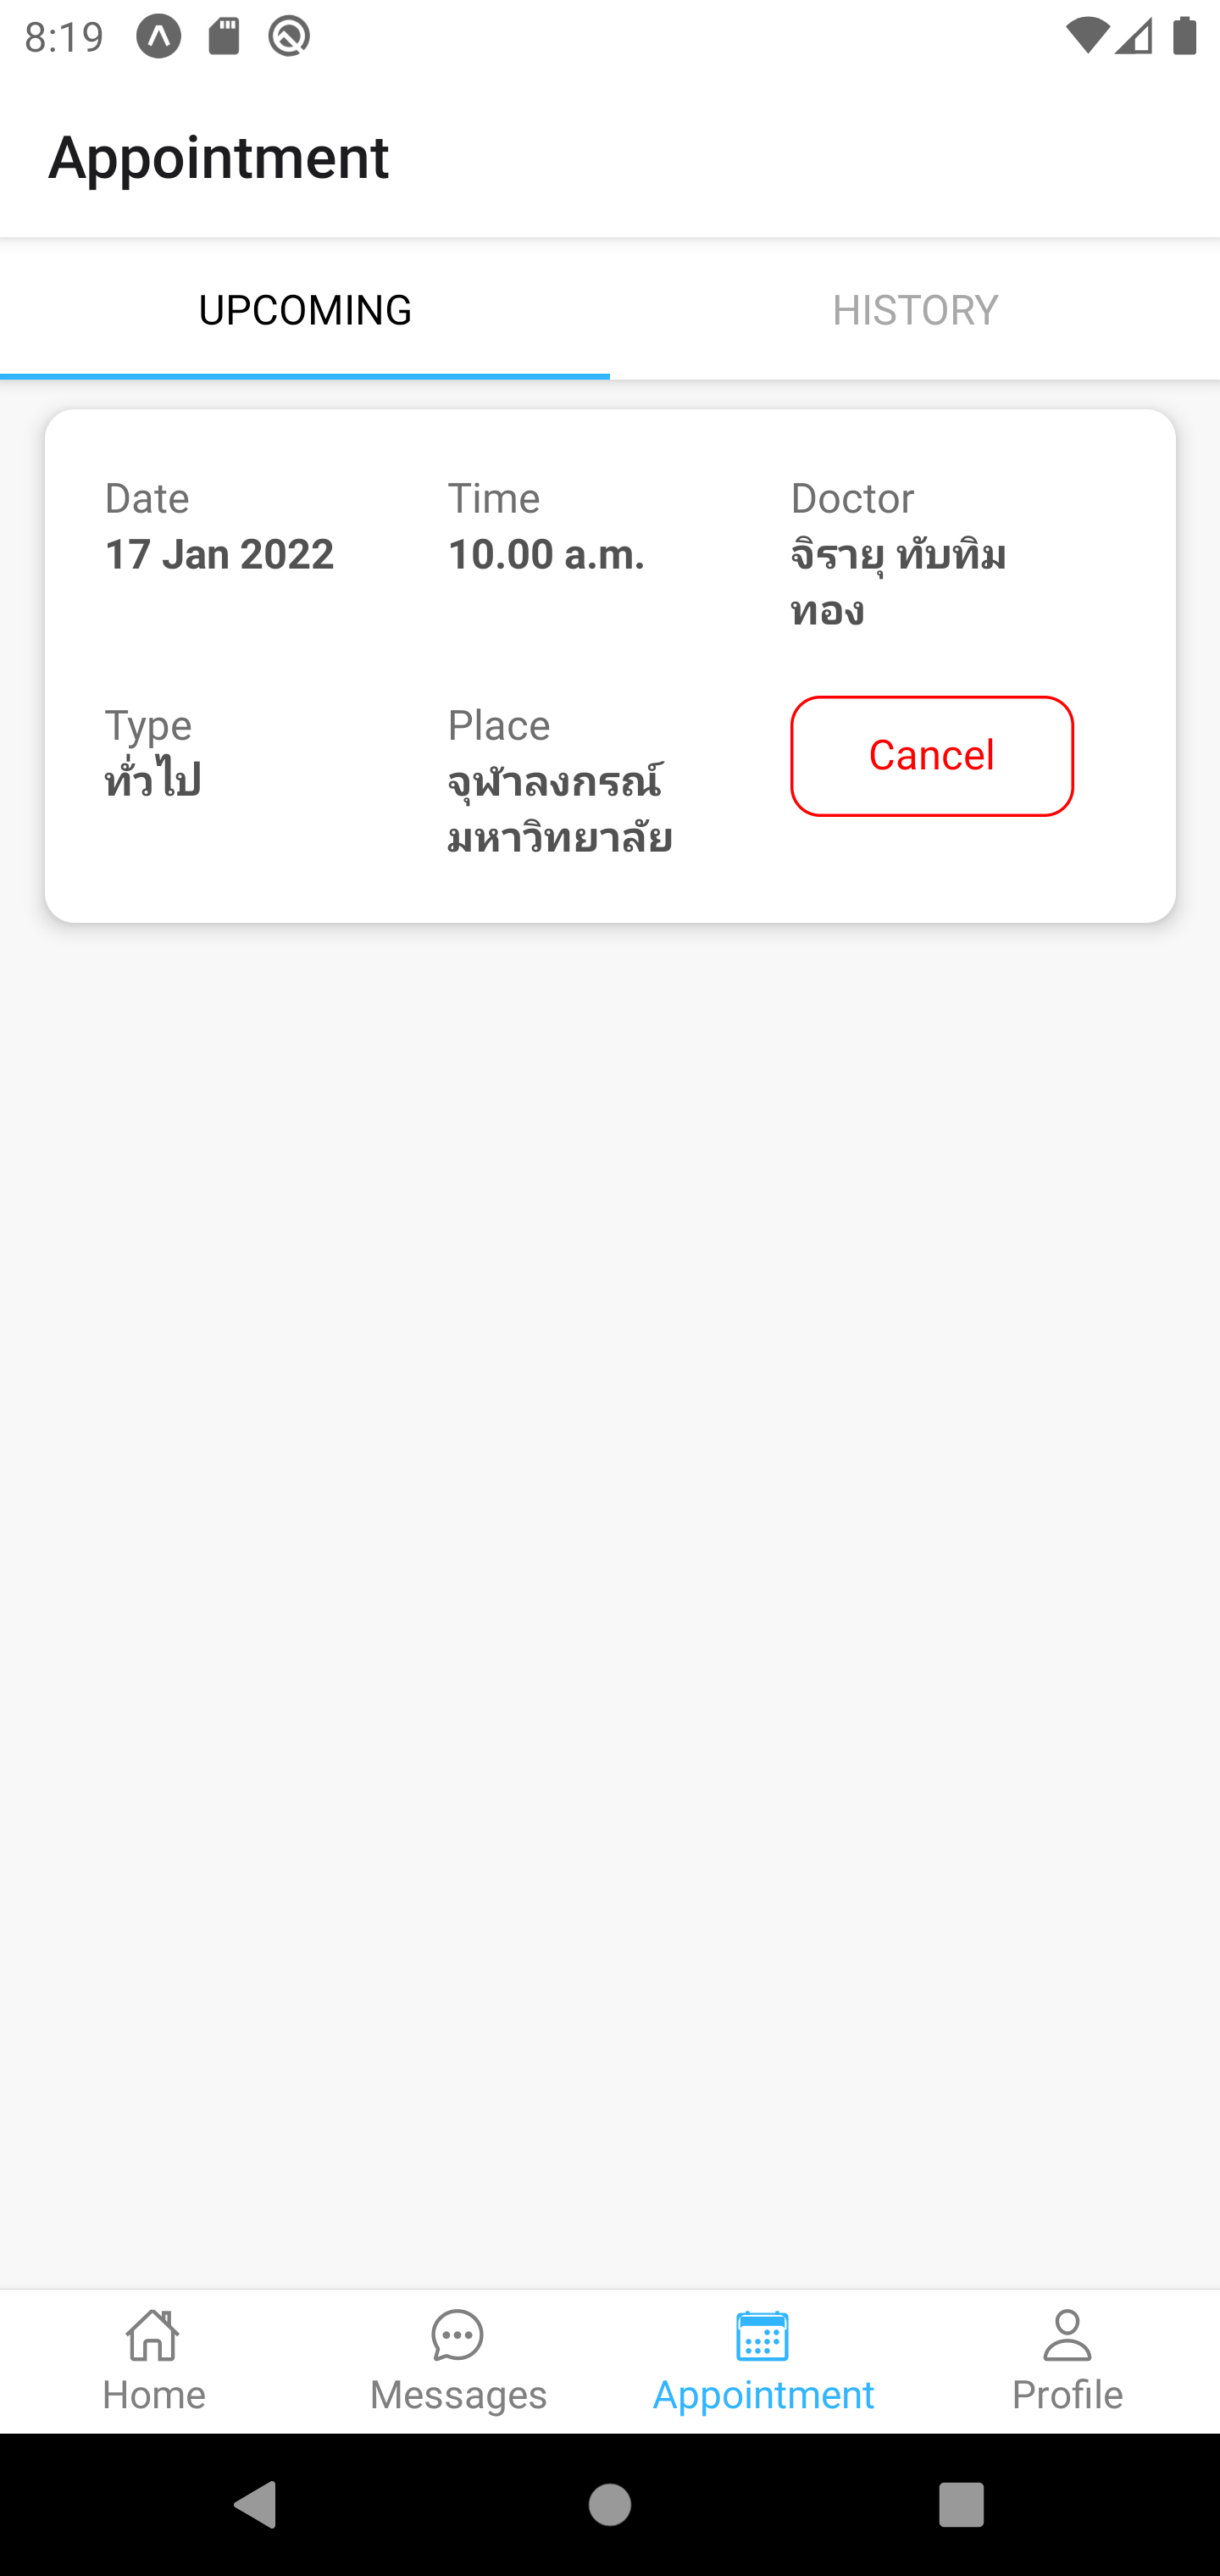 8:19
Appointment
UPCOMING
HISTORY
Date
17 Jan 2022
Time
10.00 a.m.
Doctor
จิรายุ ทับทิม
ทอง
Type
ทั่วไป
Place
จุฬาลงกรณ์
มหาวิทยาลัย
Cancel
Home
Messages
Appointment
Profile